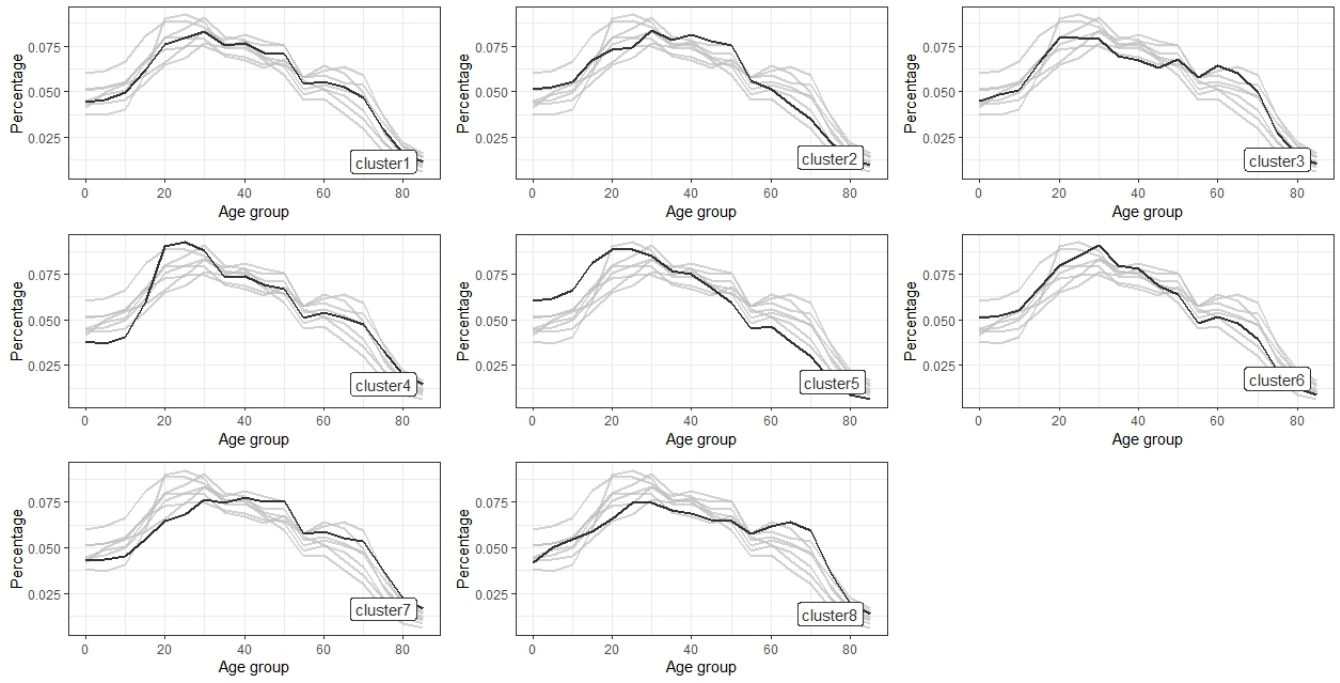 Percentage
0.075
0.050
0.025
cluster1
0 20 40 60 80
Age group
Percentage
0.075
0.050
0.025
cluster2
0 20 40 60 80
Age group
Percentage
0.075
0.050
0.025
cluster3
0 20 40 60 80
Age group
Percentage
0.075
0.050
0.025
cluster4
0 20 40 60 80
Age group
Percentage
0.075
0.050
0.025
cluster5
0 20 40 60 80
Age group
Percentage
0.075
0.050
0.025
cluster6
0 20 40 60 80
Age group
Percentage
0.075
0.050
0.025
cluster7
0 20 40 60 80
Age group
Percentage
0.075
0.050
0.025
cluster8
0 20 40 60 80
Age group